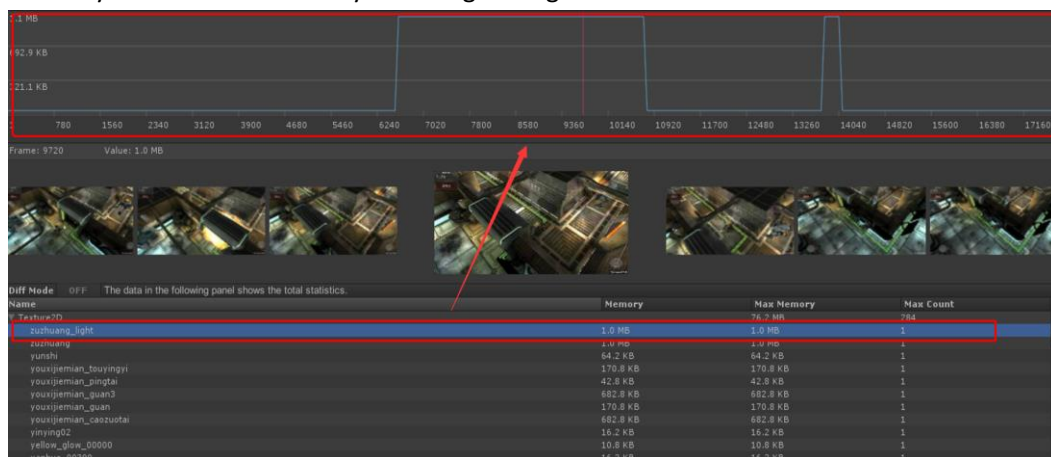 1.1 MB
692.9 KB
321.1 KB
780 1560 2340 3120 3900 4680 5460 6240 7020 7800 8580 9360 10140 10920 11700 12480 13260 14040 14820 15600 16380 17160
Frame: 9720 Value: 1.0 MB
Diff Mode OFF The data in the following panel shows the total statistics.
Name Memory Max Memory Max Count
Texture2D 76.2 MB 284
zuzhuang_light 1.0 MB 1.0 MB 1
zuzhuang 1.0 MB 1.0 MB 1
yunshi 64.2 KB 64.2 KB 1
youxijiemian_touyingyi 170.8 KB 170.8 KB 1
youxijiemian_pingtai 42.8 KB 42.8 KB 1
youxijiemian_guan3 682.8 KB 682.8 KB 1
youxijiemian_guan 170.8 KB 170.8 KB 1
youxijiemian_caozuotai 682.8 KB 682.8 KB 1
yinying02 16.2 KB 16.2 KB 1
yellow_glow_00000 10.8 KB 10.8 KB 1